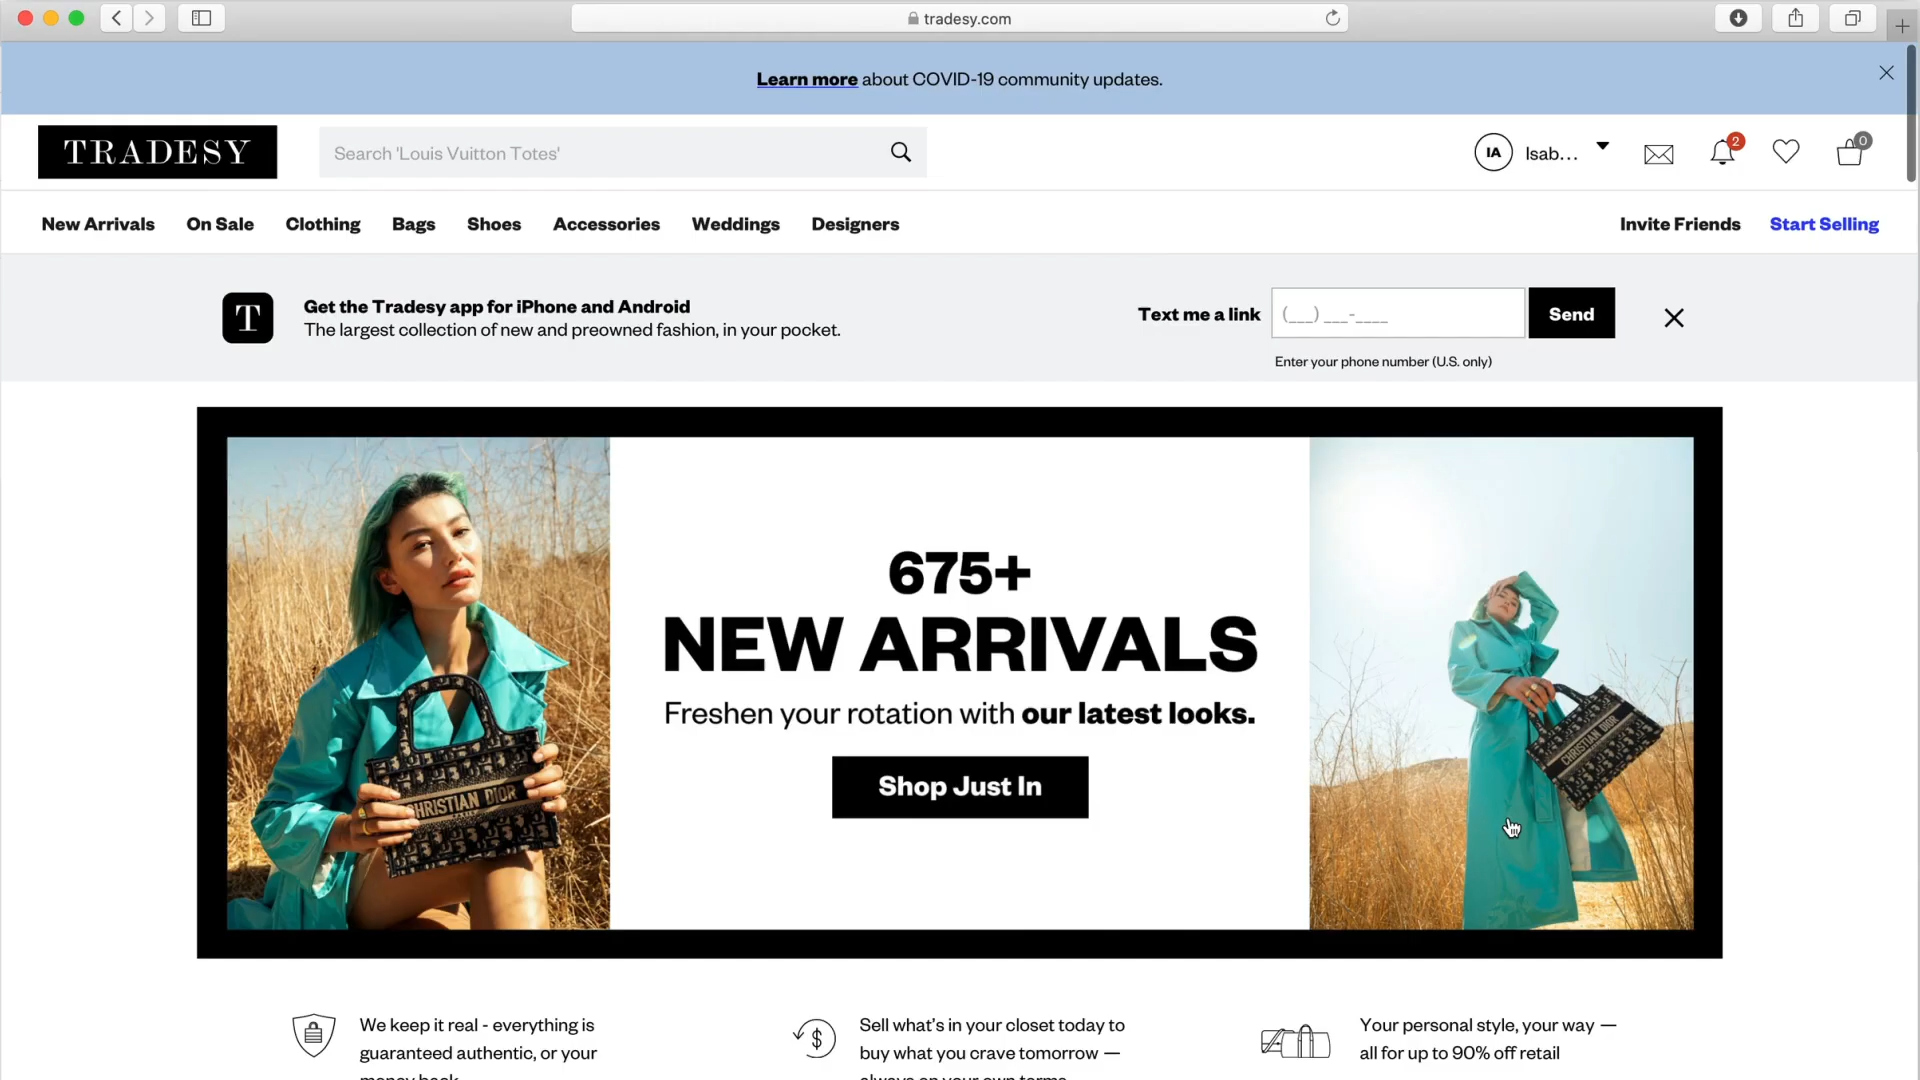 tradesy.com
Learn more about COVID-19 community updates.
TRADESY
Search 'Louis Vuitton Totes'
IA
Isab...
2
0
New Arrivals
On Sale
Clothing
Bags
Shoes
Accessories
Weddings
Designers
Invite Friends
Start Selling
T
Get the Tradesy app for iPhone and Android
The largest collection of new and preowned fashion, in your pocket.
Text me a link
(___) ___-____
Send
Enter your phone number (U.S. only)
675+
NEW ARRIVALS
Freshen your rotation with our latest looks.
Shop Just In
CHRISTIAN DIOR
CHRISTIAN DIOR
We keep it real - everything is
guaranteed authentic, or your
money back
$
Sell what's in your closet today to
buy what you crave tomorrow —
always on your own terms
Your personal style, your way —
all for up to 90% off retail